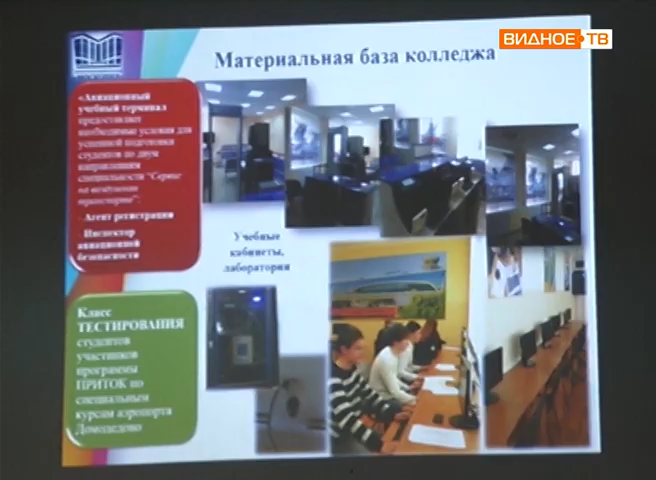 ВИДНОЕ ТВ
Материальная база колледжа
«Авиационный
учебный терминал
предоставляет
необходимые условия для
успешной подготовки
студентов по двум
направлениям
специальности "Сервис
на воздушном
транспорте":
- Агент регистрации
- Инспектор
авиационной
безопасности
Учебные
кабинеты,
лаборатории
Класс
ТЕСТИРОВАНИЯ
студентов
участников
программы
ПРИТОК по
специальным
курсам аэропорта
Домодедово